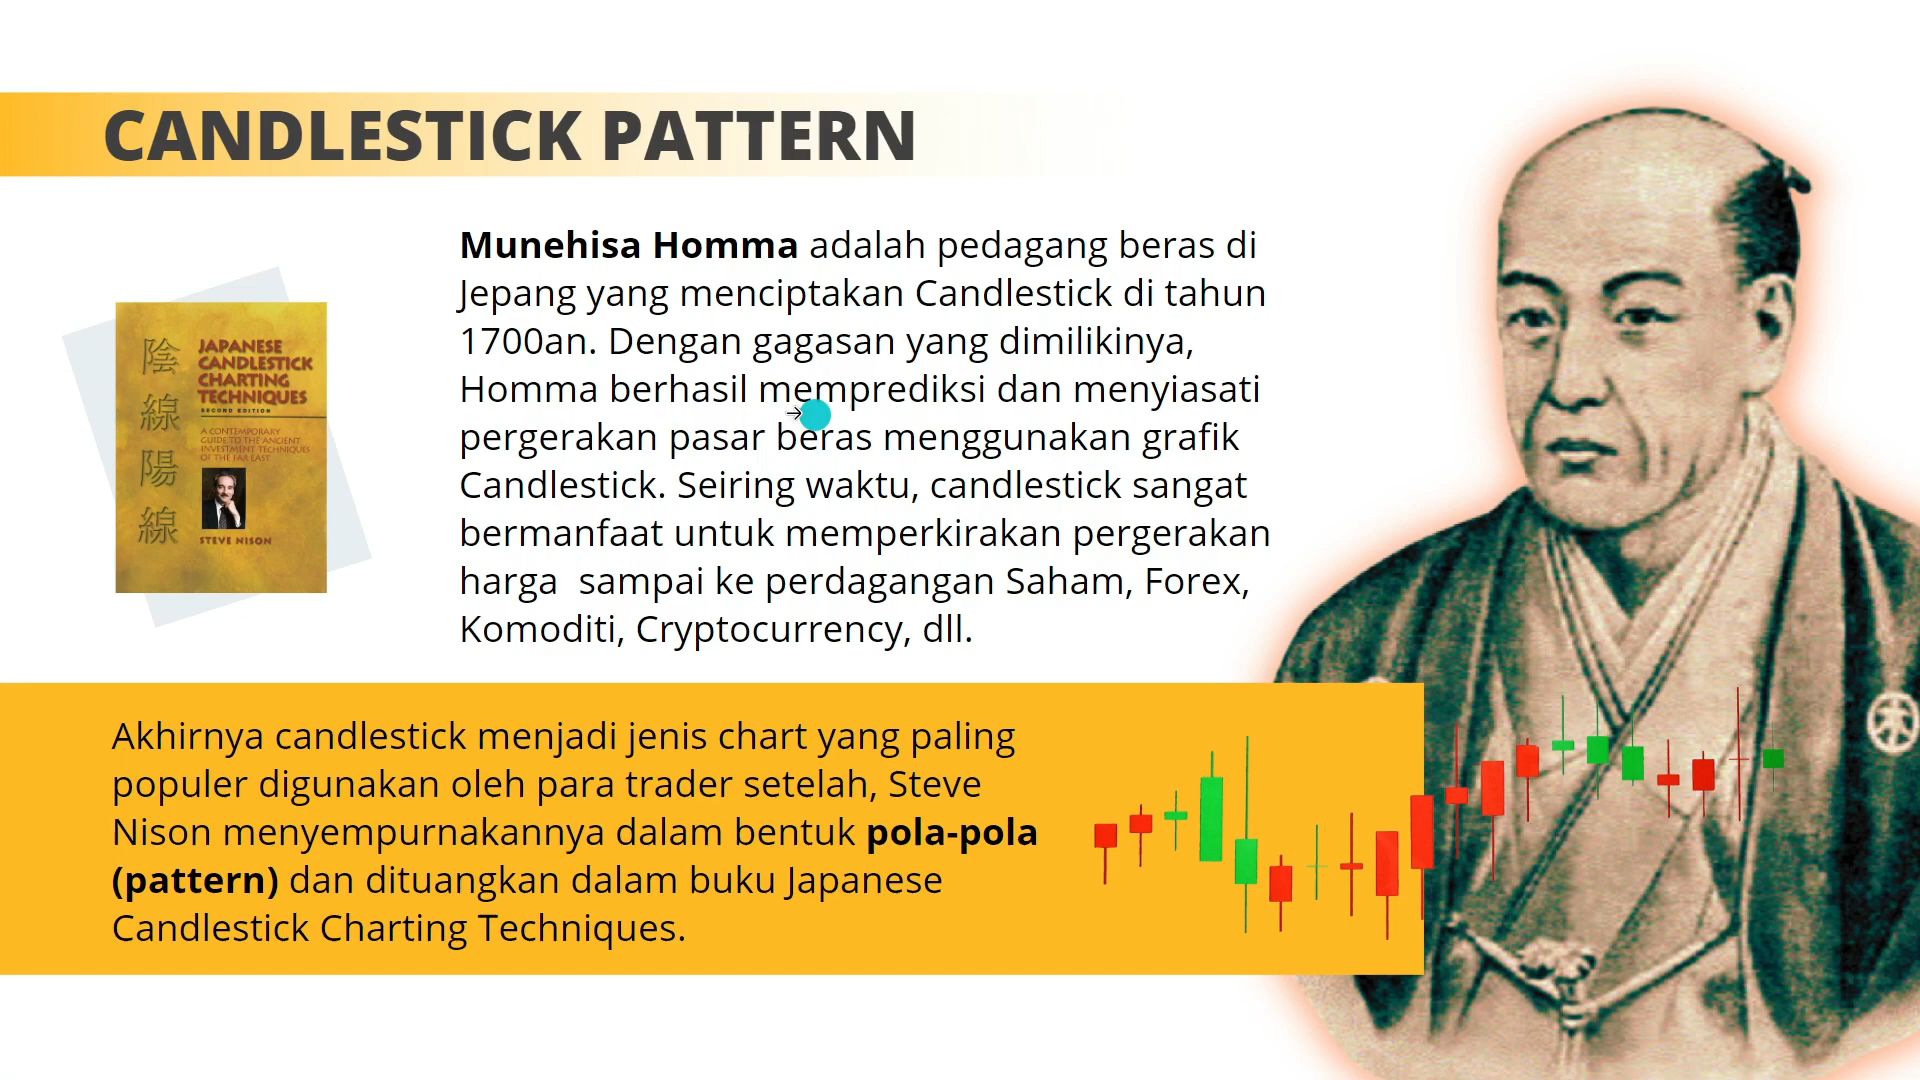 CANDLESTICK PATTERN
Munehisa Homma adalah pedagang beras di
Jepang yang menciptakan Candlestick di tahun
1700an. Dengan gagasan yang dimilikinya,
Homma berhasil memprediksi dan menyiasati
pergerakan pasar beras menggunakan grafik
Candlestick. Seiring waktu, candlestick sangat
bermanfaat untuk memperkirakan pergerakan
harga  sampai ke perdagangan Saham, Forex,
Komoditi, Cryptocurrency, dll.
陰線陽線
JAPANESE
CANDLESTICK
CHARTING
TECHNIQUES
SECOND EDITION
A CONTEMPORARY
GUIDE TO THE ANCIENT
INVESTMENT TECHNIQUES
OF THE FAR EAST
STEVE NISON
Akhirnya candlestick menjadi jenis chart yang paling
populer digunakan oleh para trader setelah, Steve
Nison menyempurnakannya dalam bentuk pola-pola
(pattern) dan dituangkan dalam buku Japanese
Candlestick Charting Techniques.